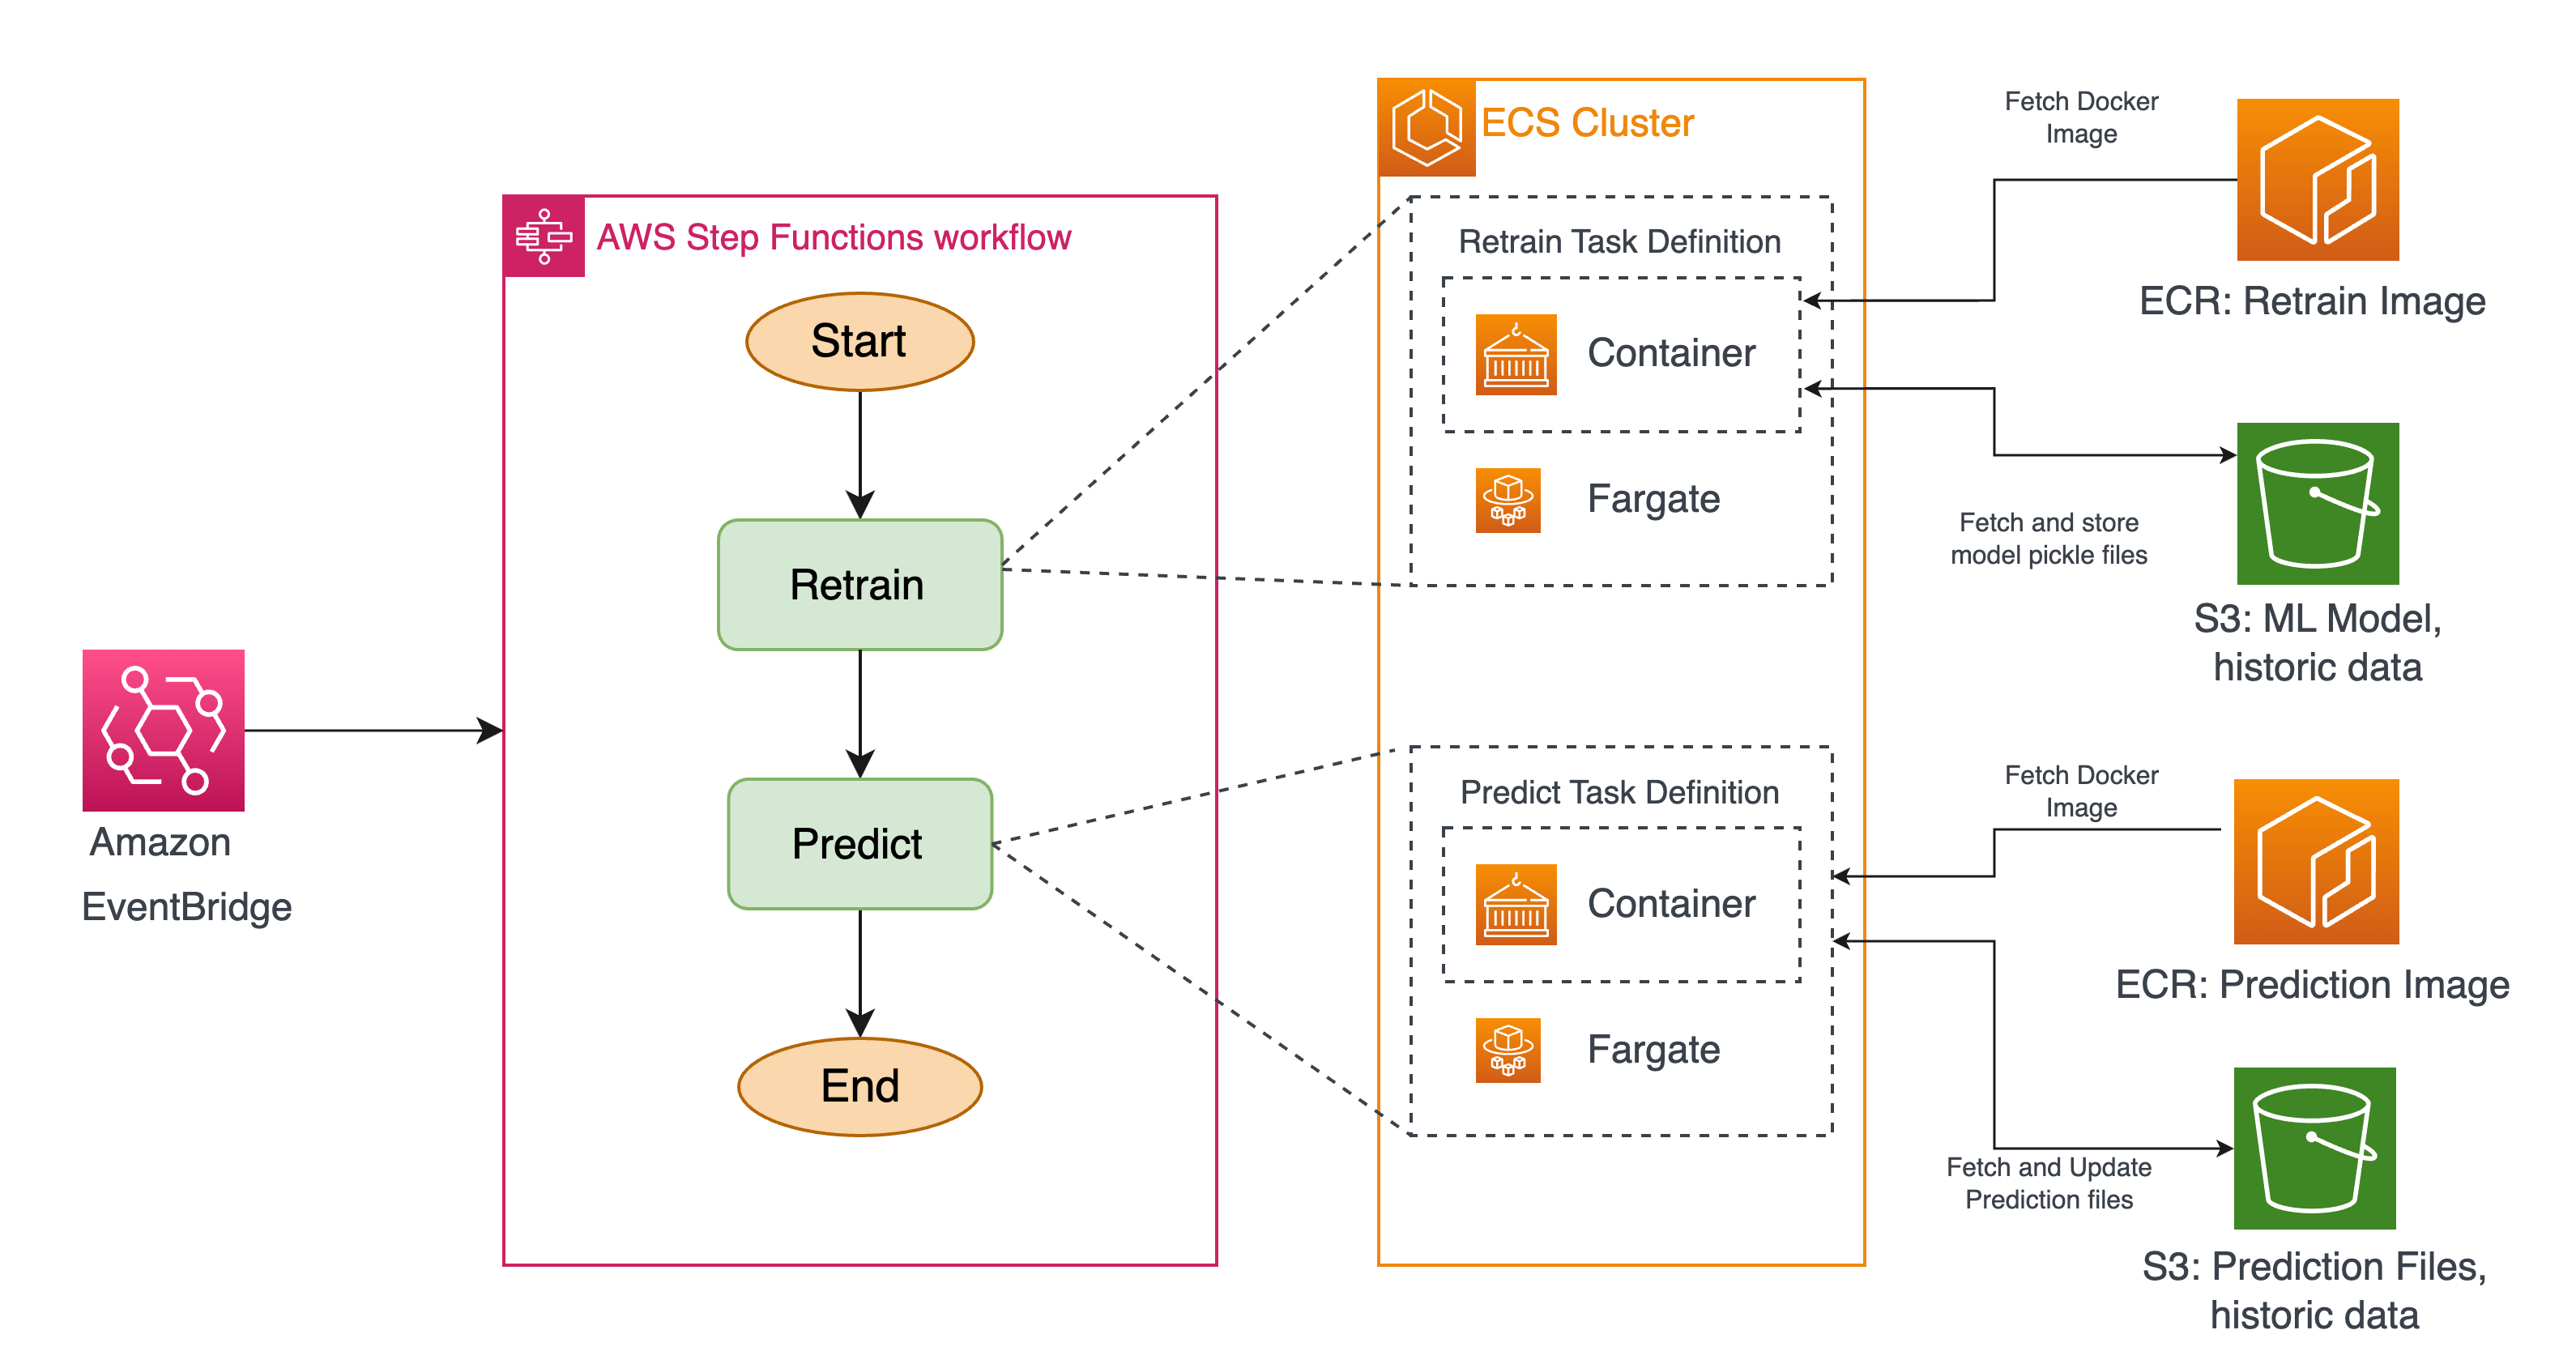 Amazon
EventBridge
AWS Step Functions workflow
Start
Retrain
Predict
End
ECS Cluster
Retrain Task Definition
Container
Fargate
Predict Task Definition
Container
Fargate
Fetch Docker
Image
ECR: Retrain Image
Fetch and store
model pickle files
S3: ML Model,
historic data
Fetch Docker
Image
ECR: Prediction Image
Fetch and Update
Prediction files
S3: Prediction Files,
historic data